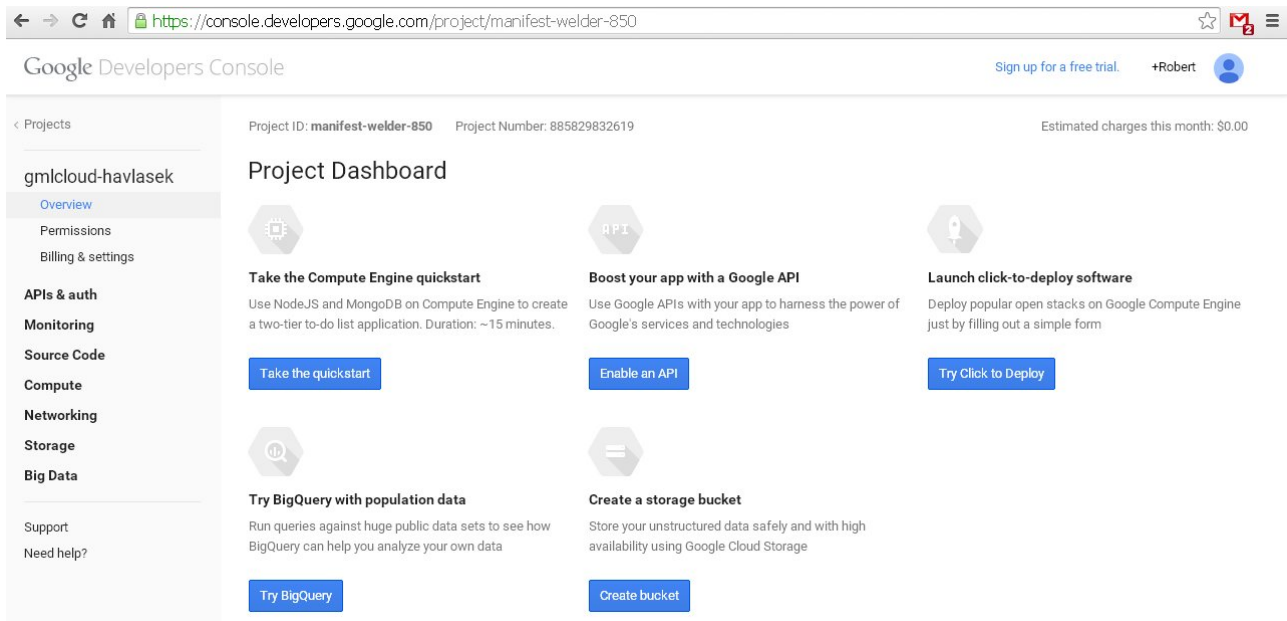 https://console.developers.google.com/project/manifest-welder-850
2
Google Developers Console
Sign up for a free trial.
+Robert
< Projects
gmlcloud-havlasek
Overview
Permissions
Billing & settings
APIs & auth
Monitoring
Source Code
Compute
Networking
Storage
Big Data
Support
Need help?
Project ID: manifest-welder-850 Project Number: 885829832619
Estimated charges this month: $0.00
Project Dashboard
Take the Compute Engine quickstart
Use NodeJS and MongoDB on Compute Engine to create
a two-tier to-do list application. Duration: ~15 minutes.
Take the quickstart
API
Boost your app with a Google API
Use Google APIs with your app to harness the power of
Google's services and technologies
Enable an API
Launch click-to-deploy software
Deploy popular open stacks on Google Compute Engine
just by filling out a simple form
Try Click to Deploy
Try BigQuery with population data
Run queries against huge public data sets to see how
BigQuery can help you analyze your own data
Try BigQuery
Create a storage bucket
Store your unstructured data safely and with high
availability using Google Cloud Storage
Create bucket